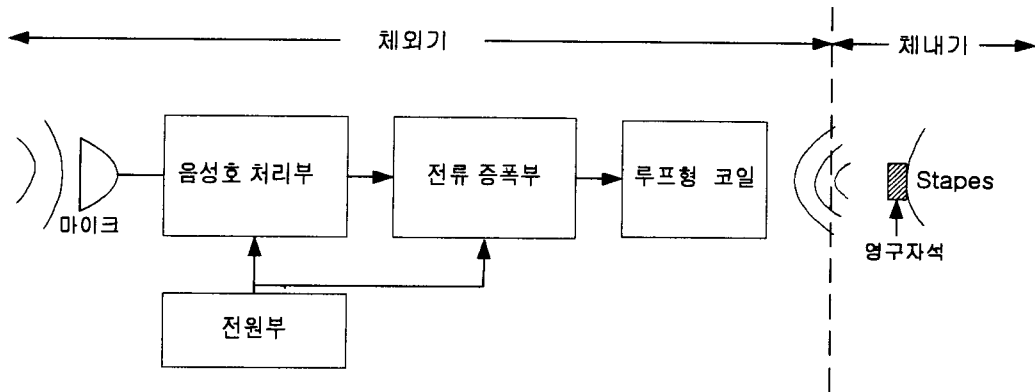 체외기
체내기
음성호 처리부
전류 증폭부
루프형 코일
Stapes
마이크
영구자석
전원부